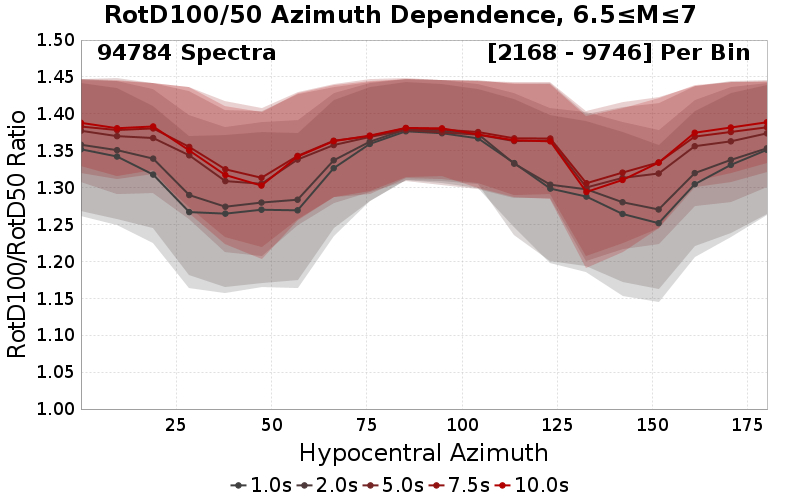 RotD100/50 Azimuth Dependence, 6.5≤M≤7
94784 Spectra
[2168 - 9746] Per Bin
RotD100/RotD50 Ratio
1.50
1.45
1.40
1.35
1.30
1.25
1.20
1.15
1.10
1.05
1.00
25 50 75 100 125 150 175
Hypocentral Azimuth
1.0s 2.0s 5.0s 7.5s 10.0s